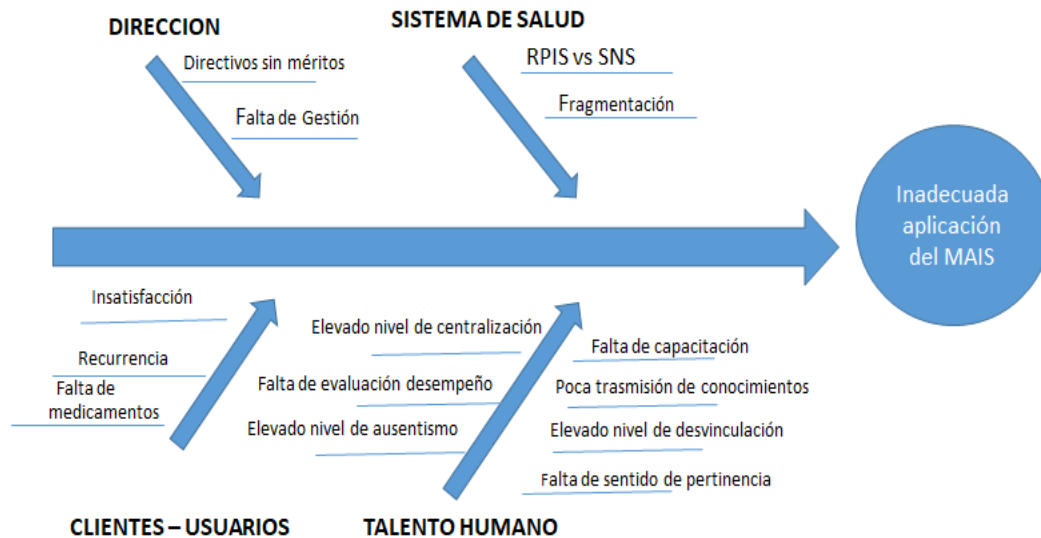 DIRECCION
Directivos sin méritos
Falta de Gestión
SISTEMA DE SALUD
RPIS vs SNS
Fragmentación
Inadecuada
aplicación
del MAIS
Insatisfacción
Recurrencia
Falta de
medicamentos
CLIENTES – USUARIOS
Elevado nivel de centralización
Falta de evaluación desempeño
Elevado nivel de ausentismo
Falta de capacitación
Poca trasmisión de conocimientos
Elevado nivel de desvinculación
Falta de sentido de pertinencia
TALENTO HUMANO